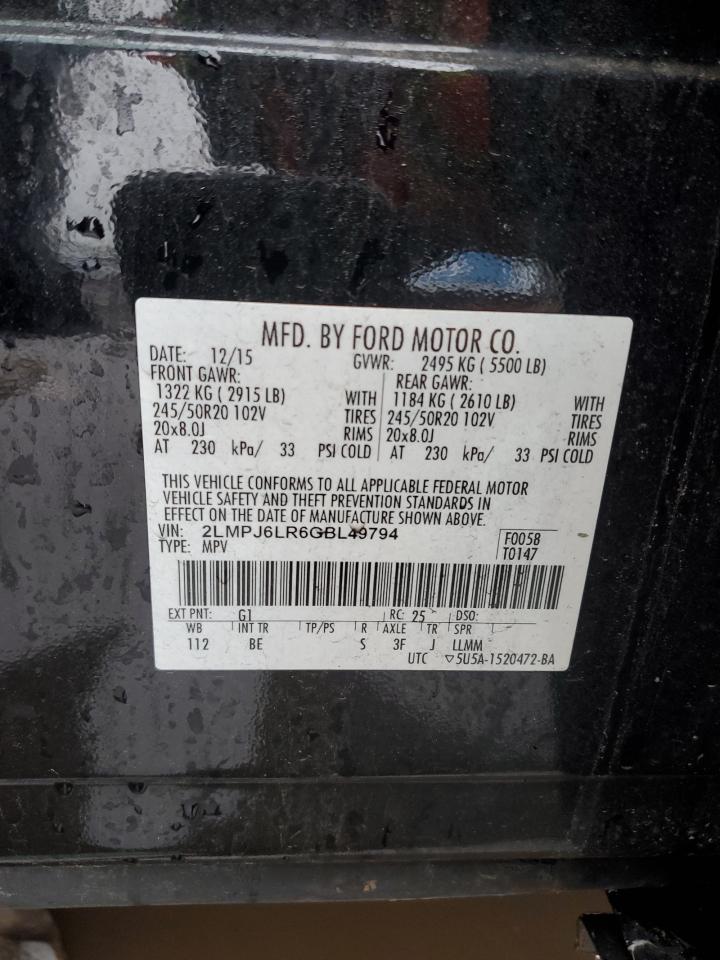 MFD. BY FORD MOTOR CO.
DATE: 12/15 GVWR: 2495 KG ( 5500 LB)
FRONT GAWR: REAR GAWR:
1322 KG ( 2915 LB) WITH 1184 KG ( 2610 LB) WITH
245/50R20 102V TIRES 245/50R20 102V TIRES
20x8.0J RIMS 20x8.0J RIMS
AT 230 kPa/ 33 PSI COLD AT 230 kPa/ 33 PSI COLD
THIS VEHICLE CONFORMS TO ALL APPLICABLE FEDERAL MOTOR
VEHICLE SAFETY AND THEFT PREVENTION STANDARDS IN
EFFECT ON THE DATE OF MANUFACTURE SHOWN ABOVE.
VIN: 2LMPJ6LR6GBL49794 F0058
TYPE: MPV T0147
EXT PNT: G1 RC: 25 DSO:
WB INT TR TP/PS R AXLE TR SPR
112 BE S 3F J LLMM
UTC ▽5U5A-1520472-BA